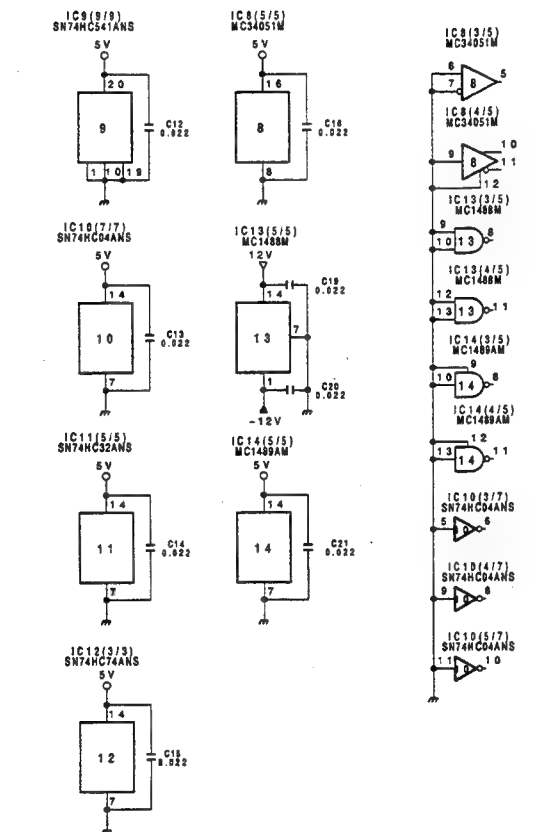 IC9(9/9)
SN74HC541ANS
5V
20
9
C12
0.022
1 10 19
IC8(5/5)
MC34051M
5V
16
8
C16
0.022
8
IC10(7/7)
SN74HC04ANS
5V
14
10
C13
0.022
7
IC13(5/5)
MC1488M
12V
C19
0.022
14
13
7
1
C20
0.022
-12V
IC11(5/5)
SN74HC32ANS
5V
14
11
C14
0.022
7
IC14(5/5)
MC1489AM
5V
14
14
C21
0.022
7
IC12(3/3)
SN74HC74ANS
5V
14
12
C15
0.022
7
IC8(3/5)
MC34051M
6
7
8
5
IC8(4/5)
MC34051M
9
8
10
11
12
IC13(3/5)
MC1488M
9
10
13
8
IC13(4/5)
MC1488M
12
13
13
11
IC14(3/5)
MC1489AM
9
10
14
8
IC14(4/5)
MC1489AM
12
13
14
11
IC10(3/7)
SN74HC04ANS
5
10
6
IC10(4/7)
SN74HC04ANS
9
10
8
IC10(5/7)
SN74HC04ANS
11
10
10